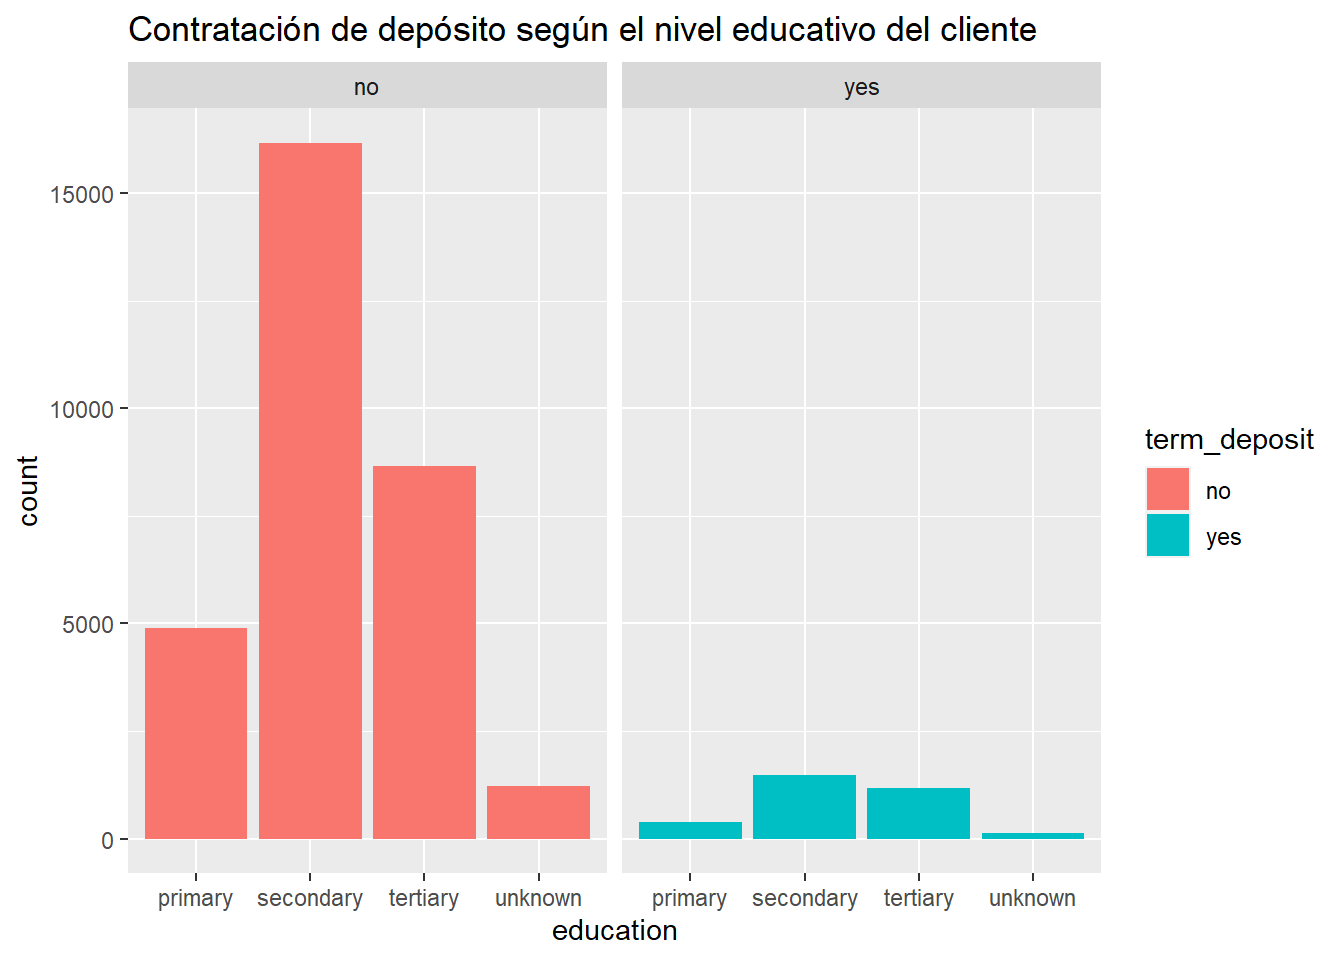 Contratación de depósito según el nivel educativo del cliente
no
yes
15000
10000
5000
0
count
primary
secondary
tertiary
unknown
primary
secondary
tertiary
unknown
education
term_deposit
no
yes